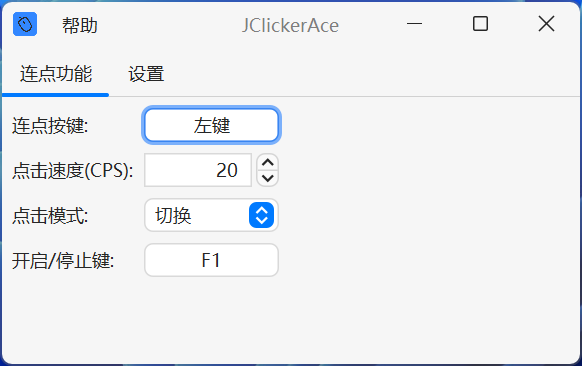 帮助 JClickerAce
连点功能 设置
连点按键: 左键
点击速度(CPS): 20
点击模式: 切换
开启/停止键: F1